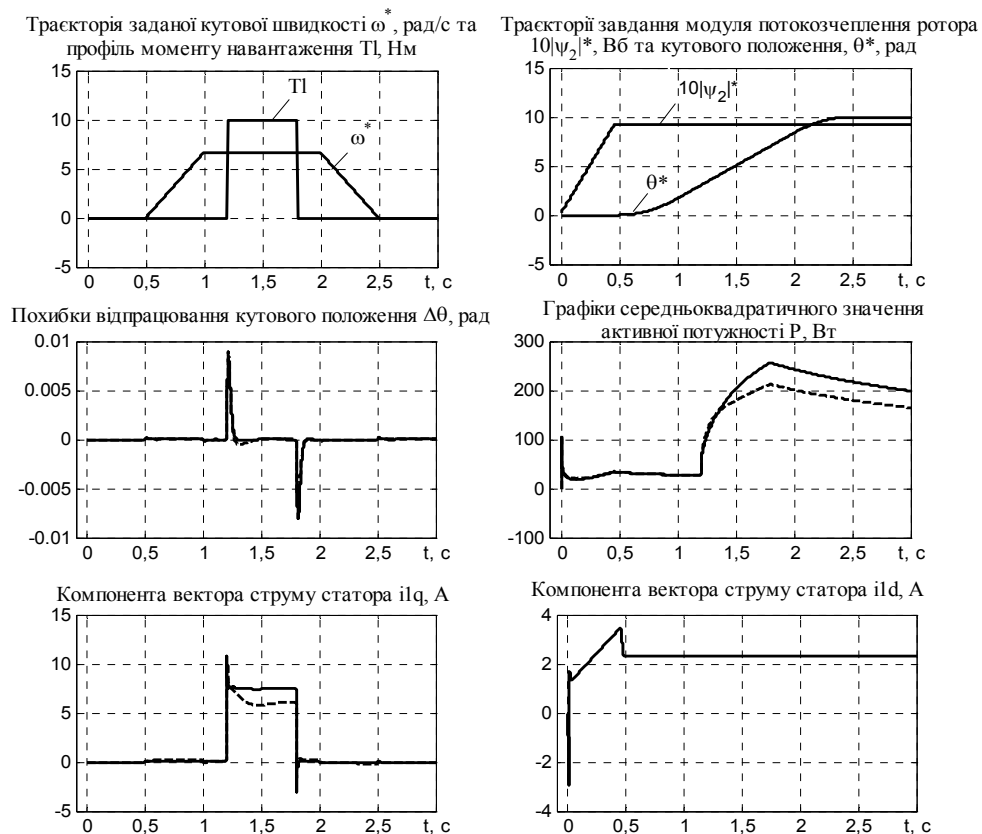 Траєкторія заданої кутової швидкості ω*, рад/с та
профіль моменту навантаження Tl, Нм
15
10
5
0
-5
Tl
ω*
0 0,5 1 1,5 2 2,5 t, с
Траєкторії завдання модуля потокозчеплення ротора
10|ψ2|*, Вб та кутового положення, θ*, рад
15
10
5
0
-5
10|ψ2|*
θ*
0 0,5 1 1,5 2 2,5 t, с
Похибки відпрацювання кутового положення Δθ, рад
0.01
0.005
0
-0.005
-0.01
0 0,5 1 1,5 2 2,5 t, с
Графіки середньоквадратичного значення
активної потужності P, Вт
300
200
100
0
-100
0 0,5 1 1,5 2 2,5 t, с
Компонента вектора струму статора i1q, А
15
10
5
0
-5
0 0,5 1 1,5 2 2,5 t, с
Компонента вектора струму статора i1d, А
4
2
0
-2
-4
0 0,5 1 1,5 2 2,5 t, с